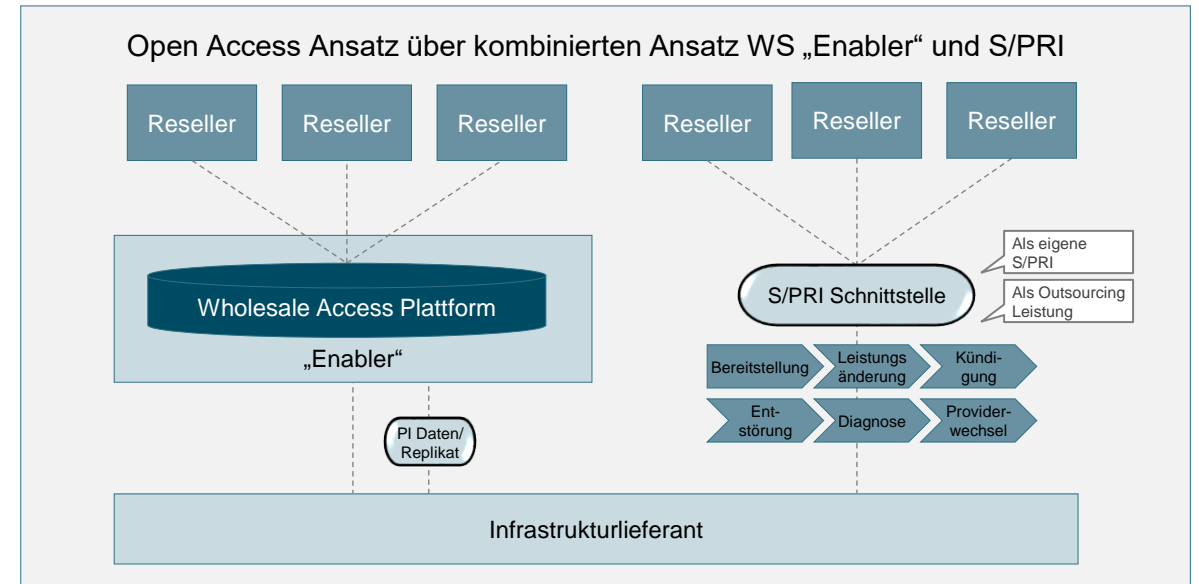 Open Access Ansatz über kombinierten Ansatz WS „Enabler“ und S/PRI
Reseller
Reseller
Reseller
Reseller
Reseller
Reseller
Wholesale Access Plattform
„Enabler“
PI Daten/
Replikat
S/PRI Schnittstelle
Als eigene
S/PRI
Als Outsourcing
Leistung
Bereitstellung
Leistungs
änderung
Kündi-
gung
Ent-
störung
Diagnose
Provider-
wechsel
Infrastrukturlieferant